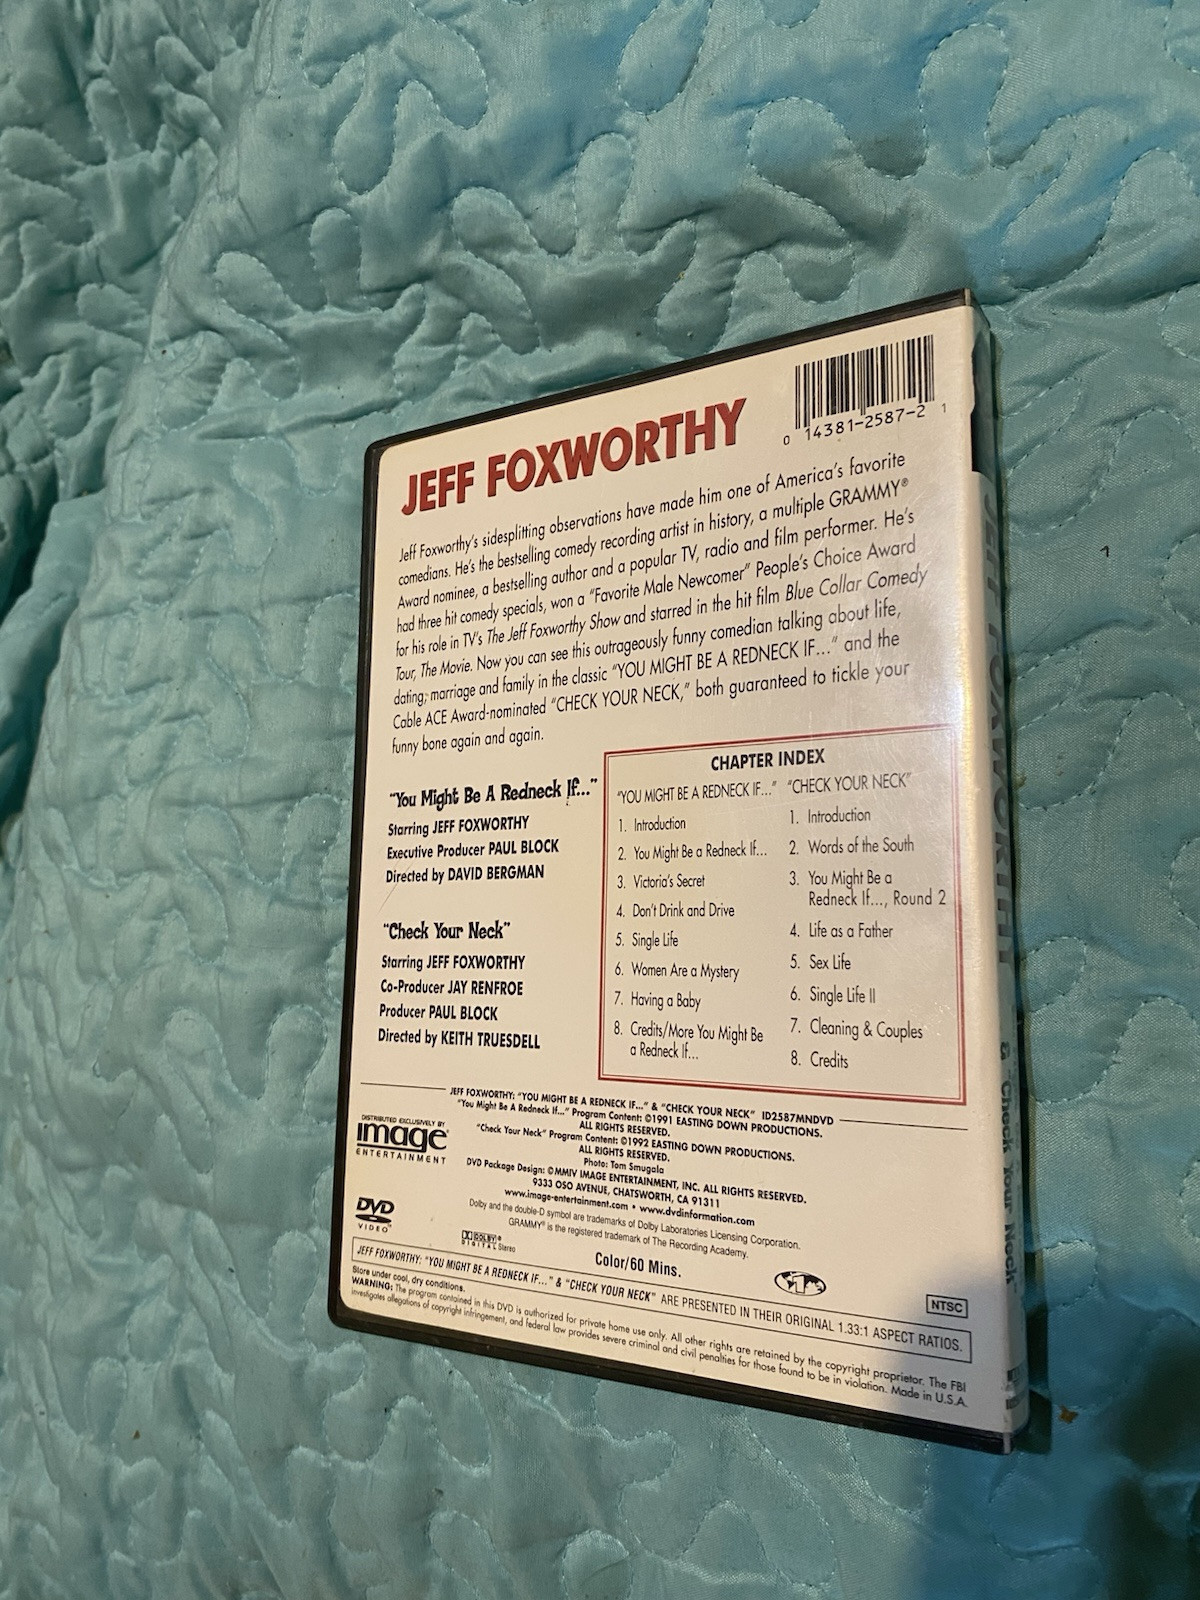 0 14381-2587-2 1
JEFF FOXWORTHY
Jeff Foxworthy's sidesplitting observations have made him one of America's favorite
comedians. He's the bestselling comedy recording artist in history, a multiple GRAMMY®
Award nominee, a bestselling author and a popular TV, radio and film performer. He's
had three hit comedy specials, won a "Favorite Male Newcomer" People's Choice Award
for his role in TV's The Jeff Foxworthy Show and starred in the hit film Blue Collar Comedy
Tour, The Movie. Now you can see this outrageously funny comedian talking about life,
dating, marriage and family in the classic "YOU MIGHT BE A REDNECK IF..." and the
Cable ACE Award-nominated "CHECK YOUR NECK," both guaranteed to tickle your
funny bone again and again.
"You Might Be A Redneck If..."
Starring JEFF FOXWORTHY
Executive Producer PAUL BLOCK
Directed by DAVID BERGMAN
"Check Your Neck"
Starring JEFF FOXWORTHY
Co-Producer JAY RENFROE
Producer PAUL BLOCK
Directed by KEITH TRUESDELL
CHAPTER INDEX
"YOU MIGHT BE A REDNECK IF..."
1. Introduction
2. You Might Be a Redneck If...
3. Victoria's Secret
4. Don't Drink and Drive
5. Single Life
6. Women Are a Mystery
7. Having a Baby
8. Credits/More You Might Be
a Redneck If...
"CHECK YOUR NECK"
1. Introduction
2. Words of the South
3. You Might Be a
Redneck If..., Round 2
4. Life as a Father
5. Sex Life
6. Single Life II
7. Cleaning & Couples
8. Credits
JEFF FOXWORTHY: "YOU MIGHT BE A REDNECK IF..." & "CHECK YOUR NECK" ID2587MNDVD
"You Might Be A Redneck If..." Program Content: ©1991 EASTING DOWN PRODUCTIONS.
ALL RIGHTS RESERVED.
"Check Your Neck" Program Content: ©1992 EASTING DOWN PRODUCTIONS.
ALL RIGHTS RESERVED.
Photo: Tom Smugala
DVD Package Design: ©MMIV IMAGE ENTERTAINMENT, INC. ALL RIGHTS RESERVED.
9333 OSO AVENUE, CHATSWORTH, CA 91311
www.image-entertainment.com • www.dvdinformation.com
Dolby and the double-D symbol are trademarks of Dolby Laboratories Licensing Corporation.
GRAMMY® is the registered trademark of The Recording Academy.
DISTRIBUTED EXCLUSIVELY BY
image
ENTERTAINMENT
DVD
VIDEO
DOLBY
DIGITAL Stereo
Color/60 Mins.
1
NTSC
JEFF FOXWORTHY: "YOU MIGHT BE A REDNECK IF..." & "CHECK YOUR NECK" ARE PRESENTED IN THEIR ORIGINAL 1.33:1 ASPECT RATIOS.
Store under cool, dry conditions.
WARNING: The program contained in this DVD is authorized for private home use only. All other rights are retained by the copyright proprietor. The FBI
investigates allegations of copyright infringement, and federal law provides severe criminal and civil penalties for those found to be in violation. Made in U.S.A.
JEFF FOXWORTHY
& "Check Your Neck"